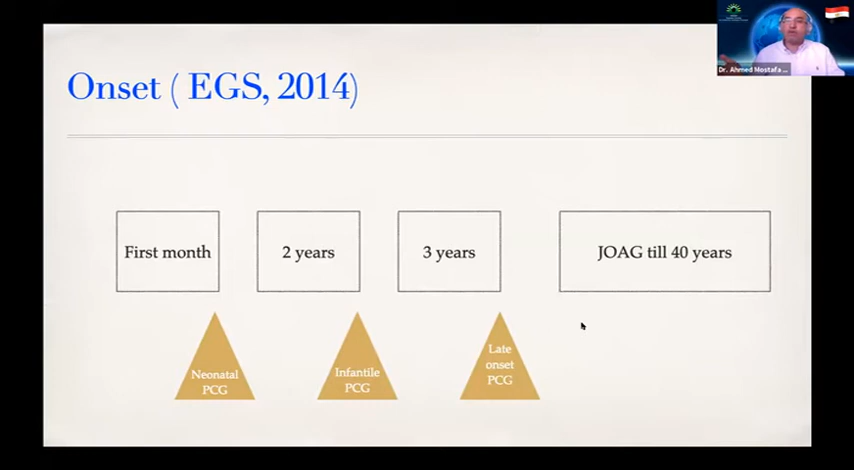 Onset ( EGS, 2014)
First month
2 years
3 years
JOAG till 40 years
Neonatal
PCG
Infantile
PCG
Late
onset
PCG
Dr. Ahmed Mostafa ...